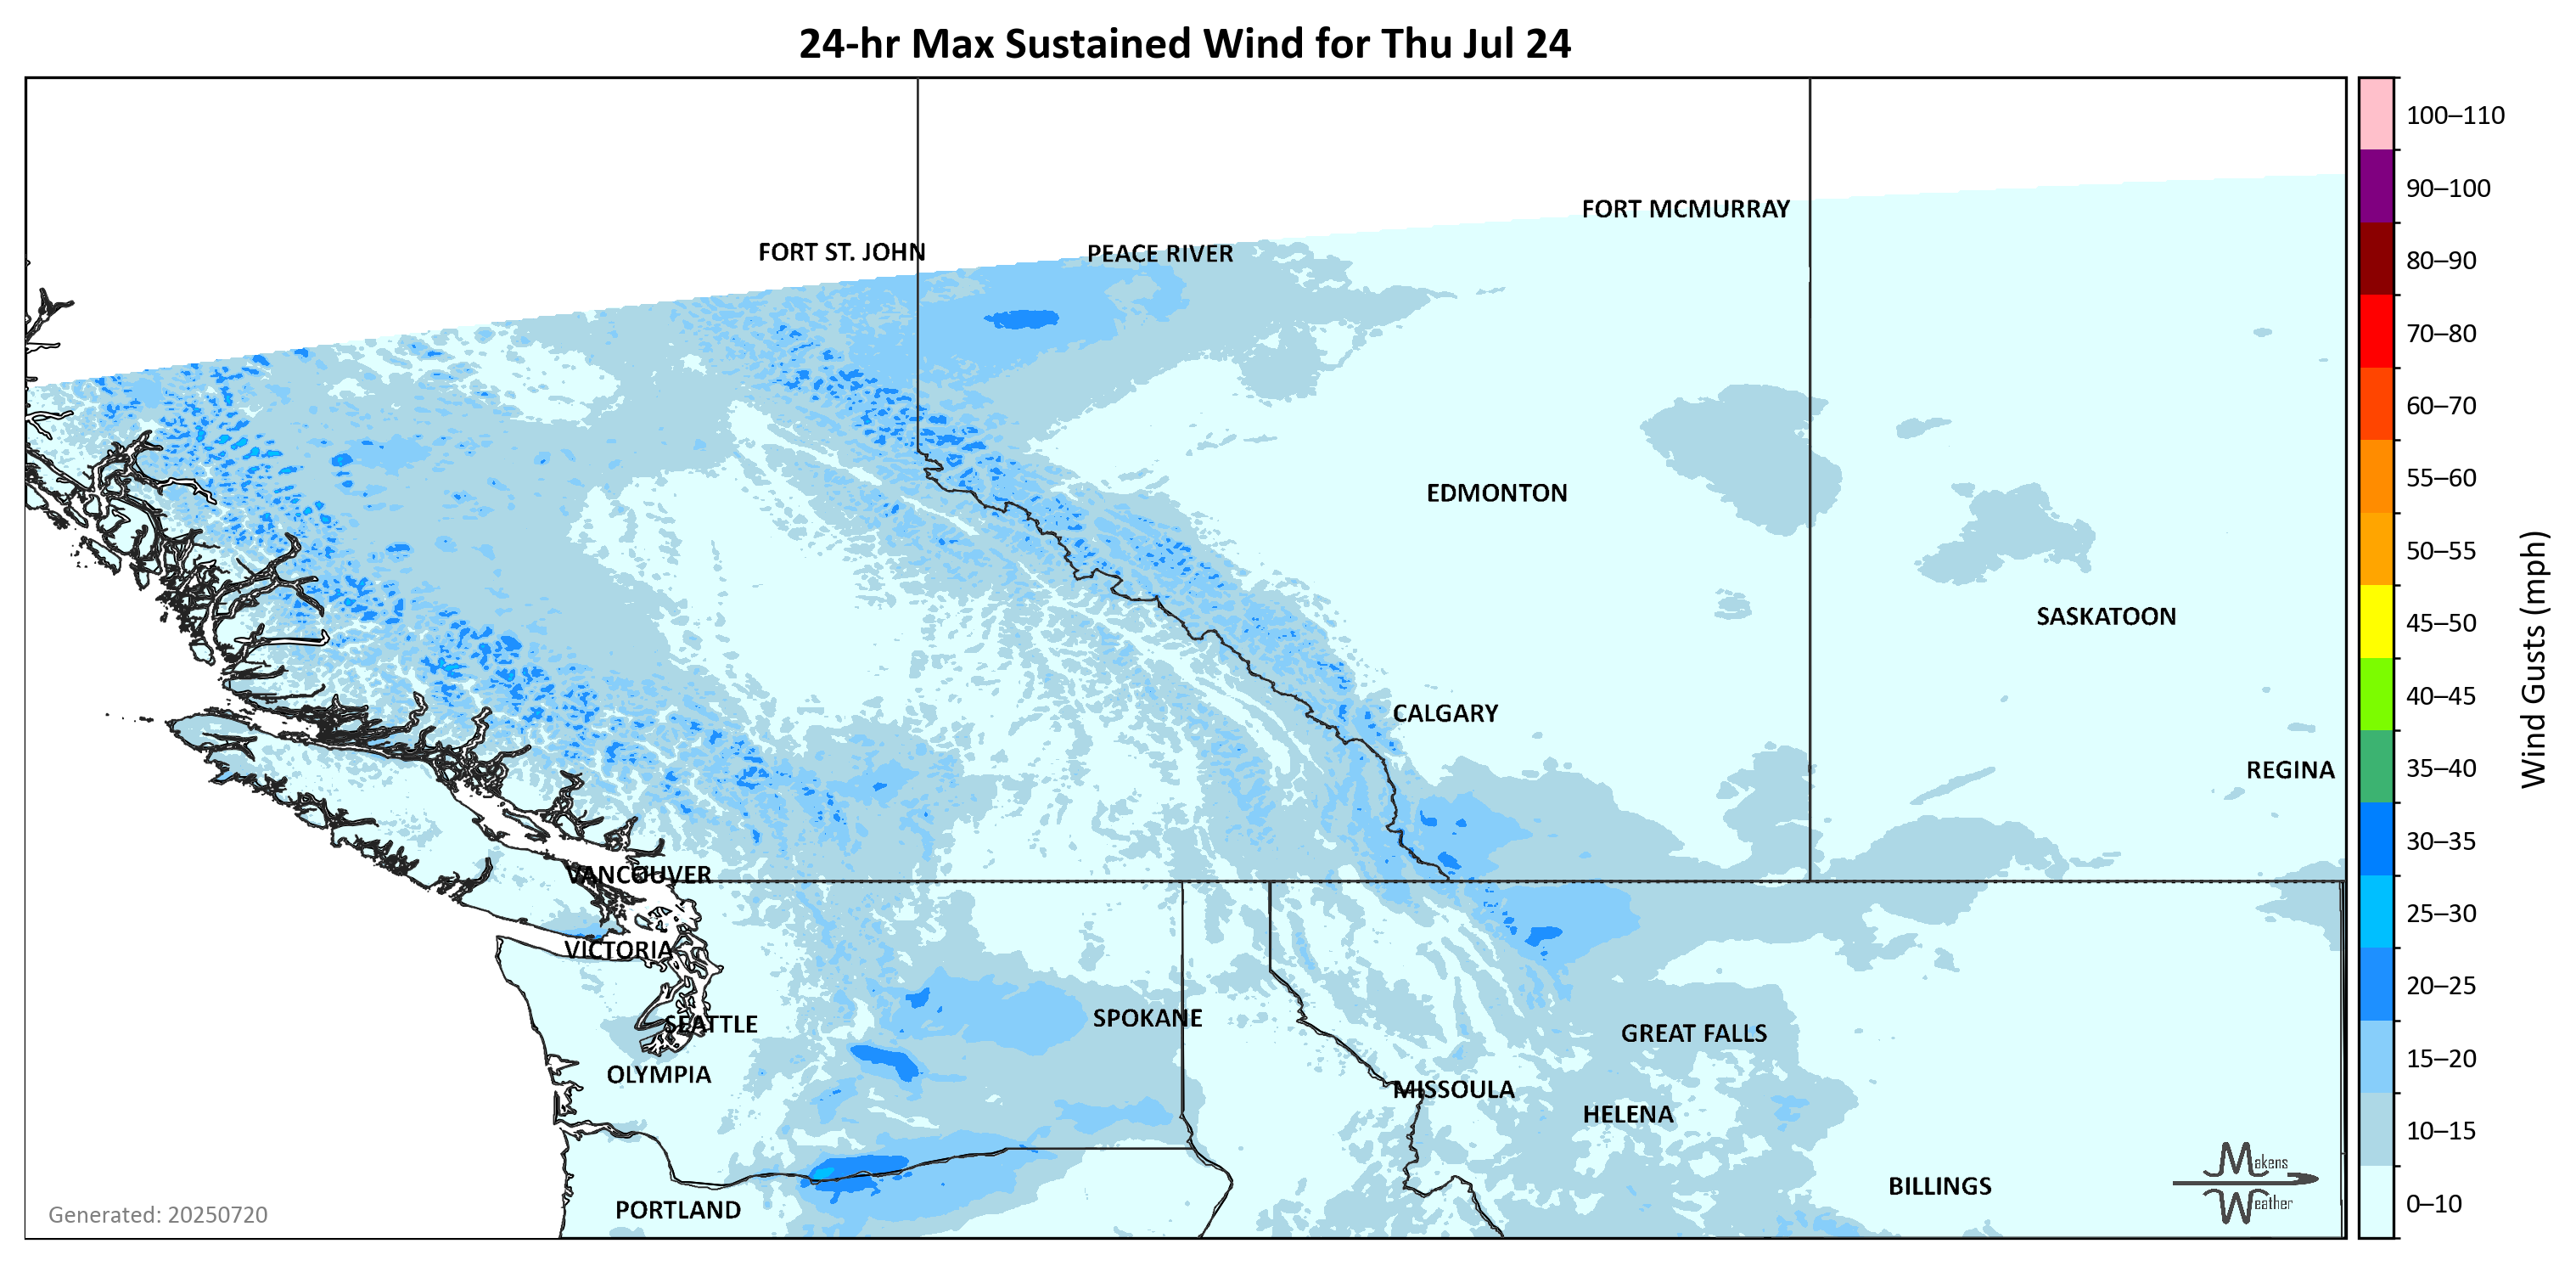 24-hr Max Sustained Wind for Thu Jul 24
100–110
90–100
80–90
70–80
60–70
55–60
50–55
45–50
40–45
35–40
30–35
25–30
20–25
15–20
10–15
0–10
Wind Gusts (mph)
FORT MCMURRAY
FORT ST. JOHN
PEACE RIVER
EDMONTON
SASKATOON
CALGARY
REGINA
VANCOUVER
VICTORIA
SEATTLE
SPOKANE
GREAT FALLS
OLYMPIA
MISSOULA
HELENA
BILLINGS
PORTLAND
Makens
Weather
Generated: 20250720